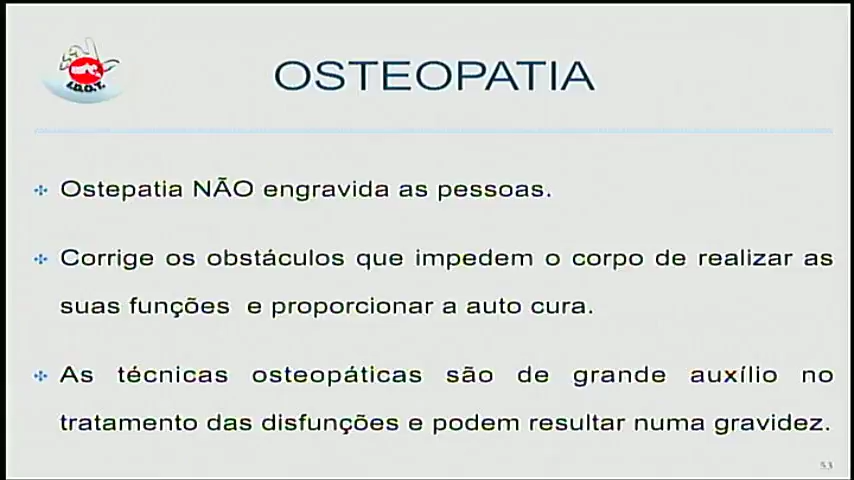 I.D.O.T.
OSTEOPATIA
Ostepatia NÃO engravida as pessoas.
Corrige os obstáculos que impedem o corpo de realizar as
suas funções e proporcionar a auto cura.
As técnicas osteopáticas são de grande auxílio no
tratamento das disfunções e podem resultar numa gravidez.
53